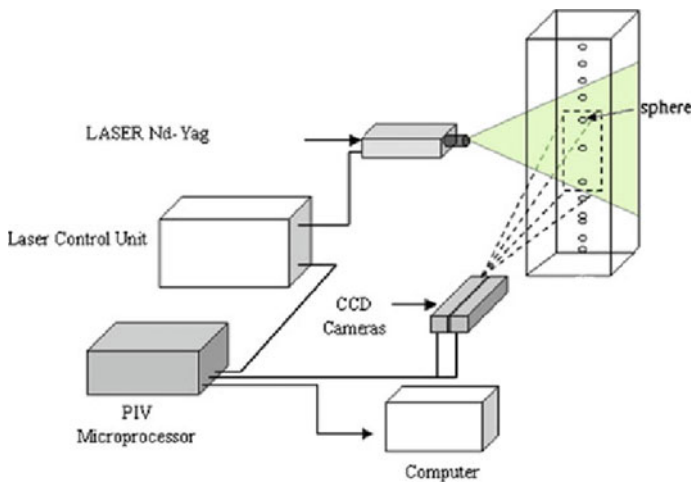 sphere
LASER Nd-Yag
Laser Control Unit
CCD
Cameras
PIV
Microprocessor
Computer